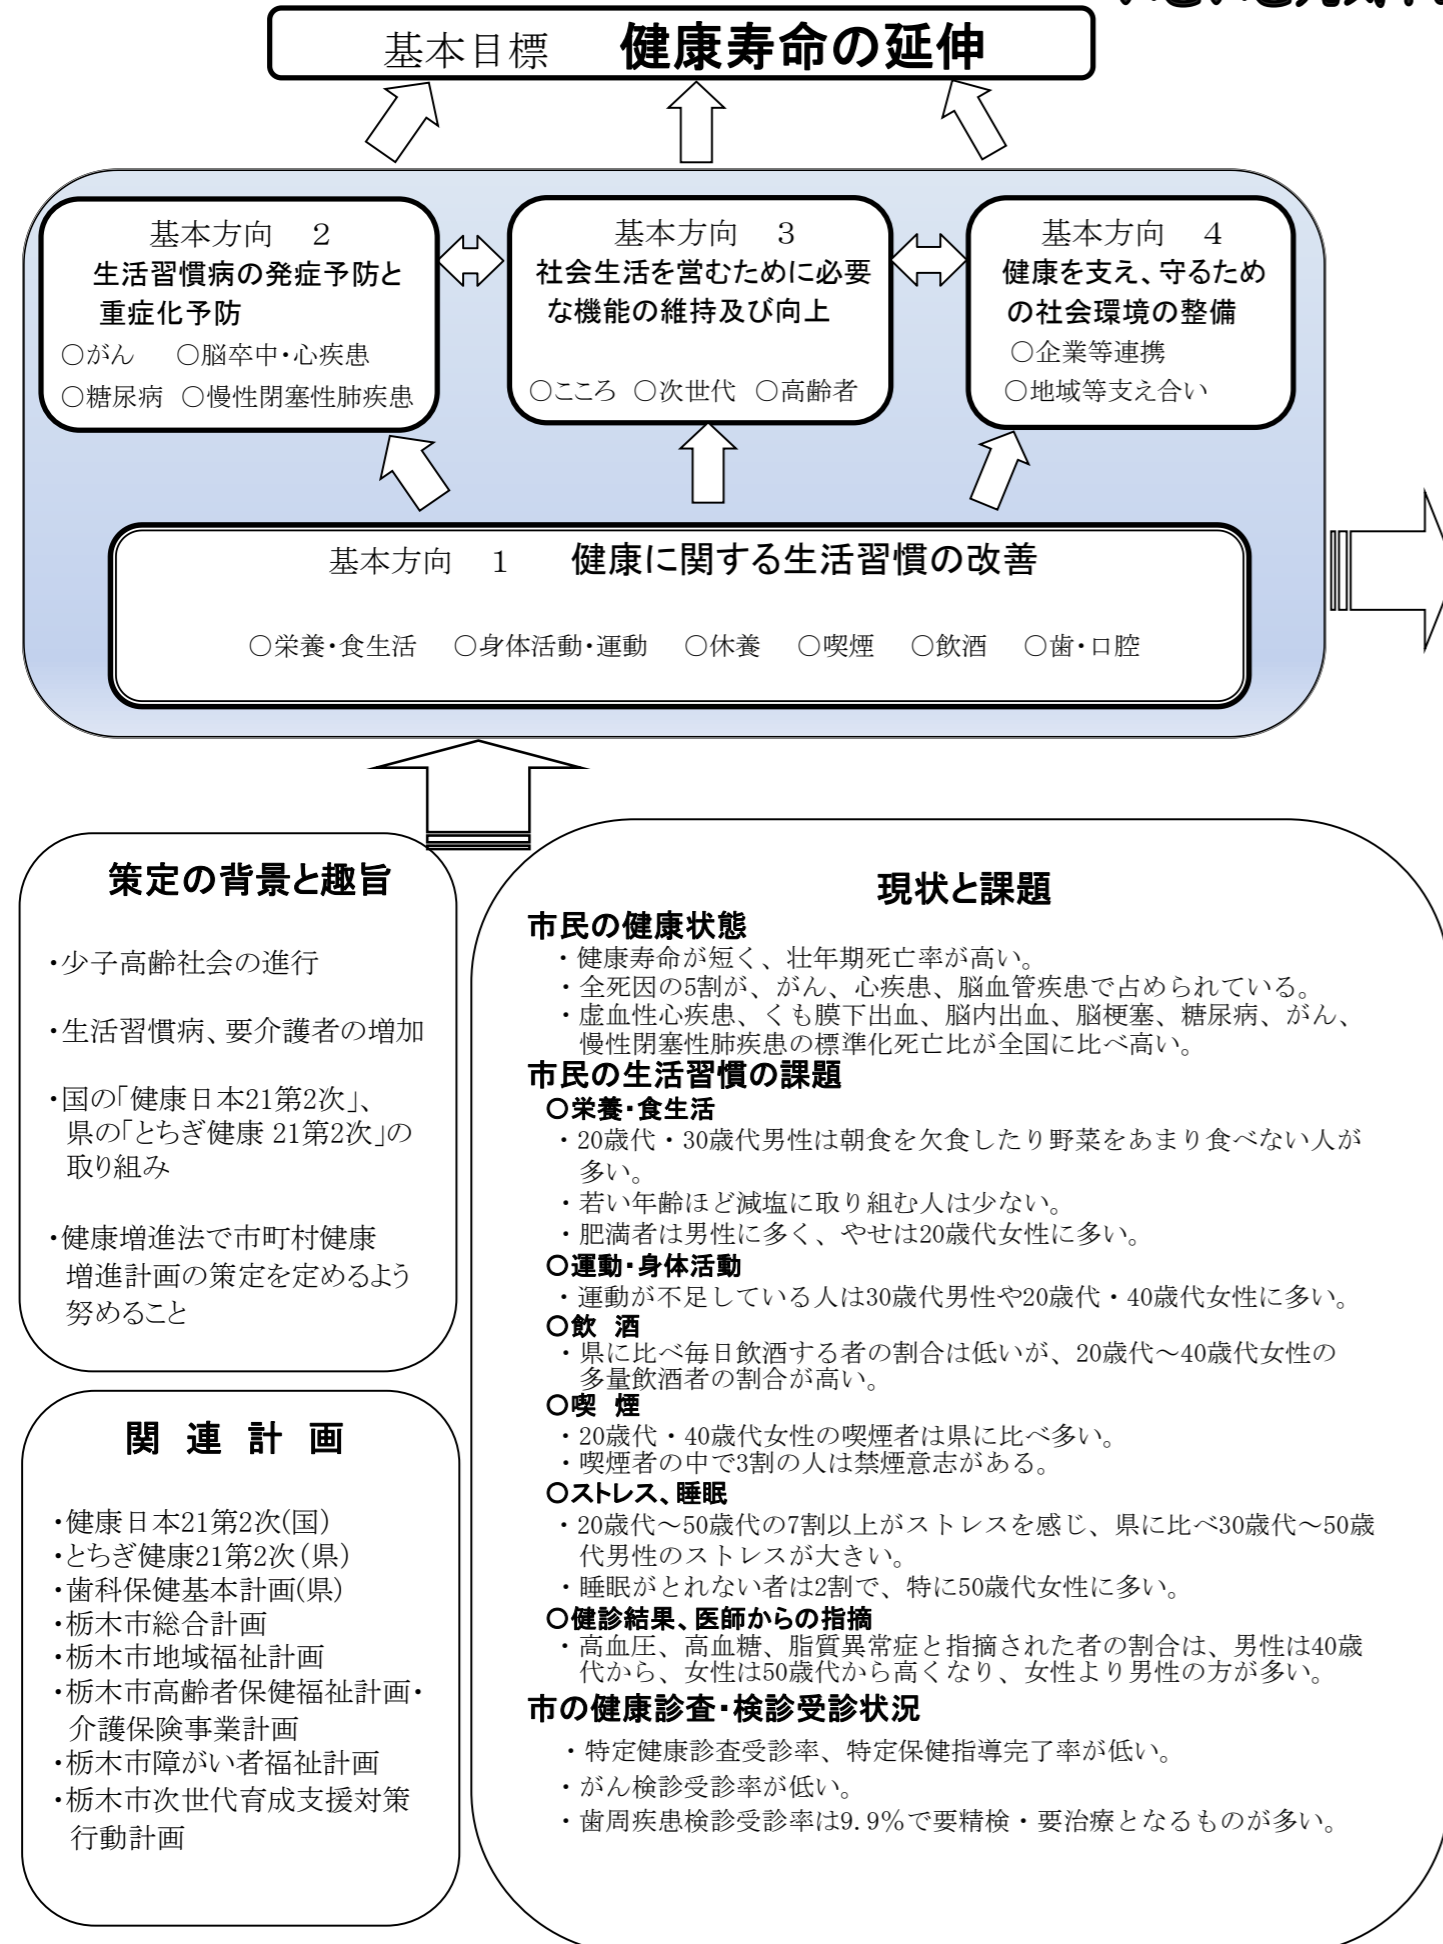 基本目標　健康寿命の延伸
基本方向　２
生活習慣病の発症予防と
重症化予防
○がん　○脳卒中・心疾患
○糖尿病　○慢性閉塞性肺疾患
基本方向　３
社会生活を営むために必要
な機能の維持及び向上
○こころ　○次世代　○高齢者
基本方向　４
健康を支え、守るため
の社会環境の整備
○企業等連携
○地域等支え合い
基本方向　１　健康に関する生活習慣の改善
○栄養・食生活　○身体活動・運動　○休養　○喫煙　○飲酒　○歯・口腔
策定の背景と趣旨
・少子高齢社会の進行
・生活習慣病、要介護者の増加
・国の「健康日本21第2次」、
県の「とちぎ健康 21第2次」の
取り組み
・健康増進法で市町村健康
増進計画の策定を定めるよう
努めること
関　連　計　画
・健康日本21第2次(国)
・とちぎ健康21第2次（県）
・歯科保健基本計画(県)
・栃木市総合計画
・栃木市地域福祉計画
・栃木市高齢者保健福祉計画・
介護保険事業計画
・栃木市障がい者福祉計画
・栃木市次世代育成支援対策
行動計画
現状と課題
市民の健康状態
・健康寿命が短く、壮年期死亡率が高い。
・全死因の5割が、がん、心疾患、脳血管疾患で占められている。
・虚血性心疾患、くも膜下出血、脳内出血、脳梗塞、糖尿病、がん、
慢性閉塞性肺疾患の標準化死亡比が全国に比べ高い。
市民の生活習慣の課題
○栄養・食生活
・20歳代・30歳代男性は朝食を欠食したり野菜をあまり食べない人が
多い。
・若い年齢ほど減塩に取り組む人は少ない。
・肥満者は男性に多く、やせは20歳代女性に多い。
○運動・身体活動
・運動が不足している人は30歳代男性や20歳代・40歳代女性に多い。
○飲　酒
・県に比べ毎日飲酒する者の割合は低いが、20歳代～40歳代女性の
多量飲酒者の割合が高い。
○喫　煙
・20歳代・40歳代女性の喫煙者は県に比べ多い。
・喫煙者の中で3割の人は禁煙意志がある。
○ストレス、睡眠
・20歳代～50歳代の7割以上がストレスを感じ、県に比べ30歳代～50歳
代男性のストレスが大きい。
・睡眠がとれない者は2割で、特に50歳代女性に多い。
○健診結果、医師からの指摘
・高血圧、高血糖、脂質異常症と指摘された者の割合は、男性は40歳
代から、女性は50歳代から高くなり、女性より男性の方が多い。
市の健康診査・検診受診状況
・特定健康診査受診率、特定保健指導完了率が低い。
・がん検診受診率が低い。
・歯周疾患検診受診率は9.9％で要精検・要治療となるものが多い。